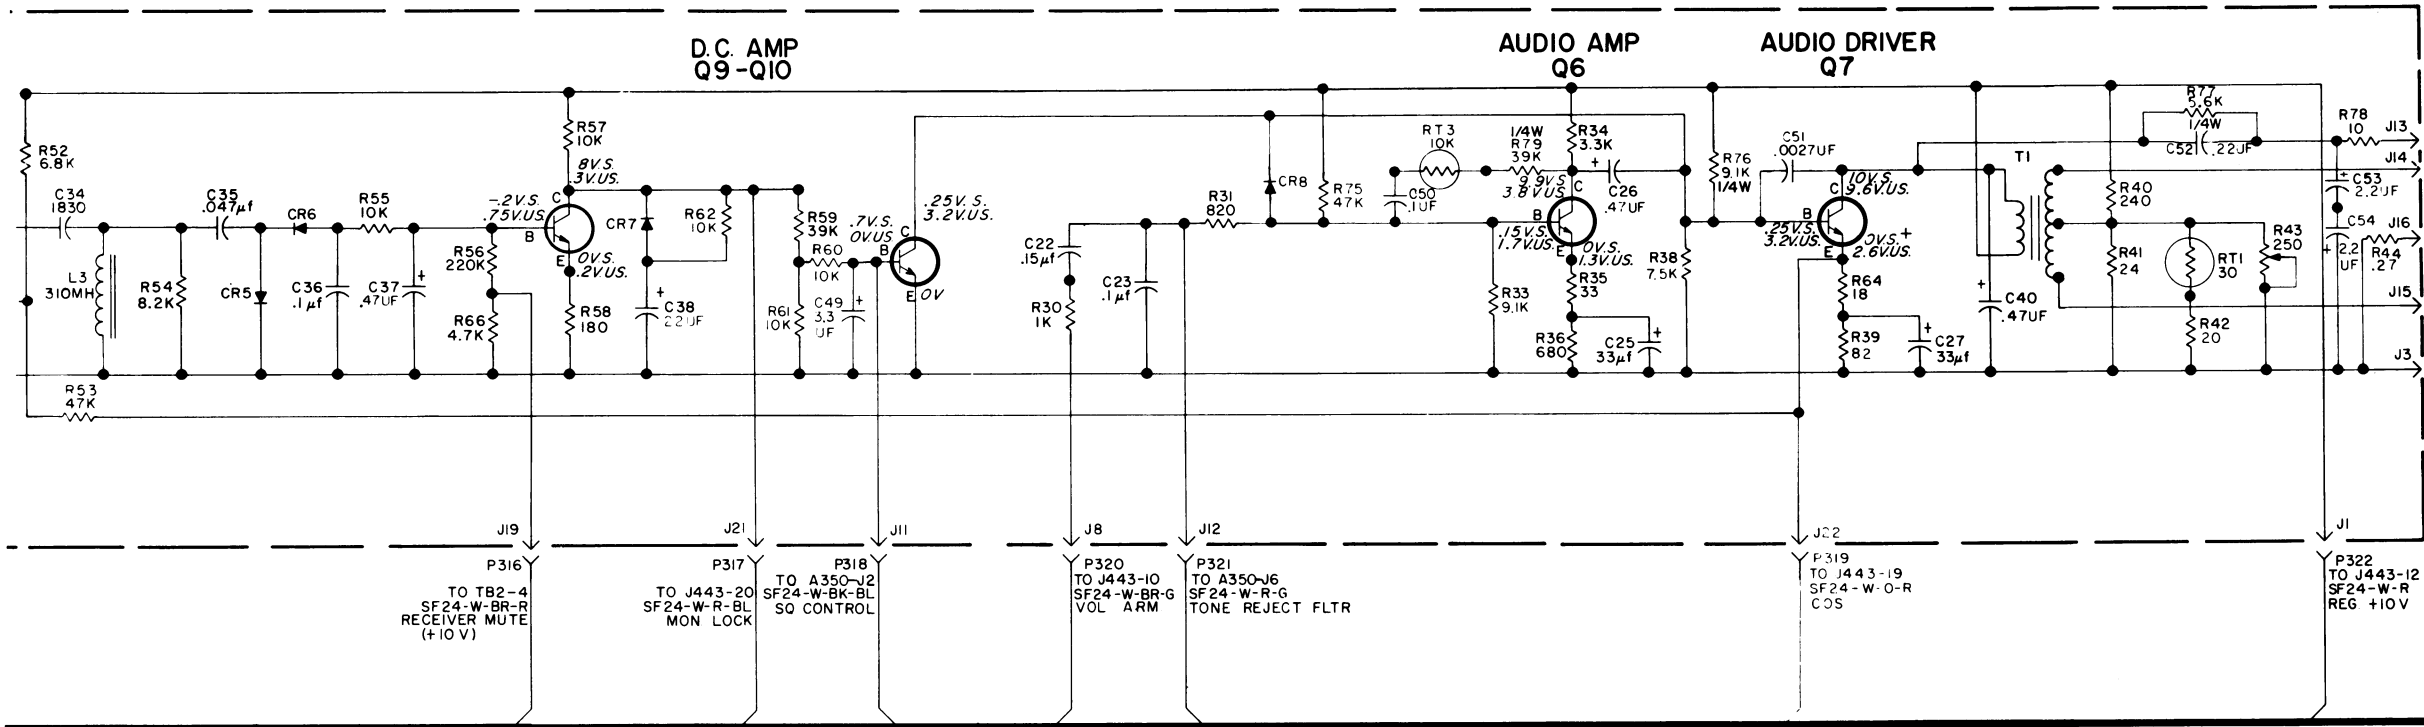 D.C. AMP
Q9-Q10
AUDIO AMP
Q6
AUDIO DRIVER
Q7
R52
6.8K
C34
1830
L3
310MH
R54
8.2K
C35
.047µf
CR5
CR6
C36
.1µf
R55
10K
C37
.47UF
+
R56
220K
R66
4.7K
R53
47K
R57
10K
8V.S.
.3V.US.
-.2V.S.
.75V.US.
C
B
E
0V.S.
.2V.US.
R58
180
CR7
R62
10K
+
C38
22UF
R59
39K
R60
10K
R61
10K
C49
3.3
UF
+
.7V.S.
0V.US.
.25V.S.
3.2V.US.
C
B
E
0V
C22
.15µf
R30
1K
C23
.1µf
R31
820
CR8
R75
47K
RT3
10K
C50
.1UF
1/4W
R79
39K
R34
3.3K
9.9V.S
3.8V.US
C
B
E
.15V.S.
1.7V.US.
0V.S.
1.3V.US.
R33
9.1K
R35
33
R36
680
C25
33µf
+
+
C26
.47UF
R38
7.5K
R76
9.1K
1/4W
C51
.0027UF
10V.S.
9.6V.US.
C
B
E
.25V.S.
3.2V.US.
0V.S.+
2.6V.US.
R64
18
R39
82
C27
33µf
+
+
C40
.47UF
T1
R40
240
R41
24
RT1
30
R42
20
R43
250
R77
5.6K
1/4W
C52
.22UF
R78
10
+
C53
2.2UF
C54
+
2.2
UF
R44
.27
J13
J14
J16
J15
J3
J19
J21
J11
J8
J12
J22
J1
P316
TO TB2-4
SF24-W-BR-R
RECEIVER MUTE
(+10V)
P317
TO J443-20
SF24-W-R-BL
MON LOCK
P318
TO A350-J2
SF24-W-BK-BL
SQ CONTROL
P320
TO J443-10
SF24-W-BR-G
VOL ARM
P321
TO A350-J6
SF24-W-R-G
TONE REJECT FLTR
P319
TO J443-19
SF24-W-O-R
COS
P322
TO J443-12
SF24-W-R
REG. +10V